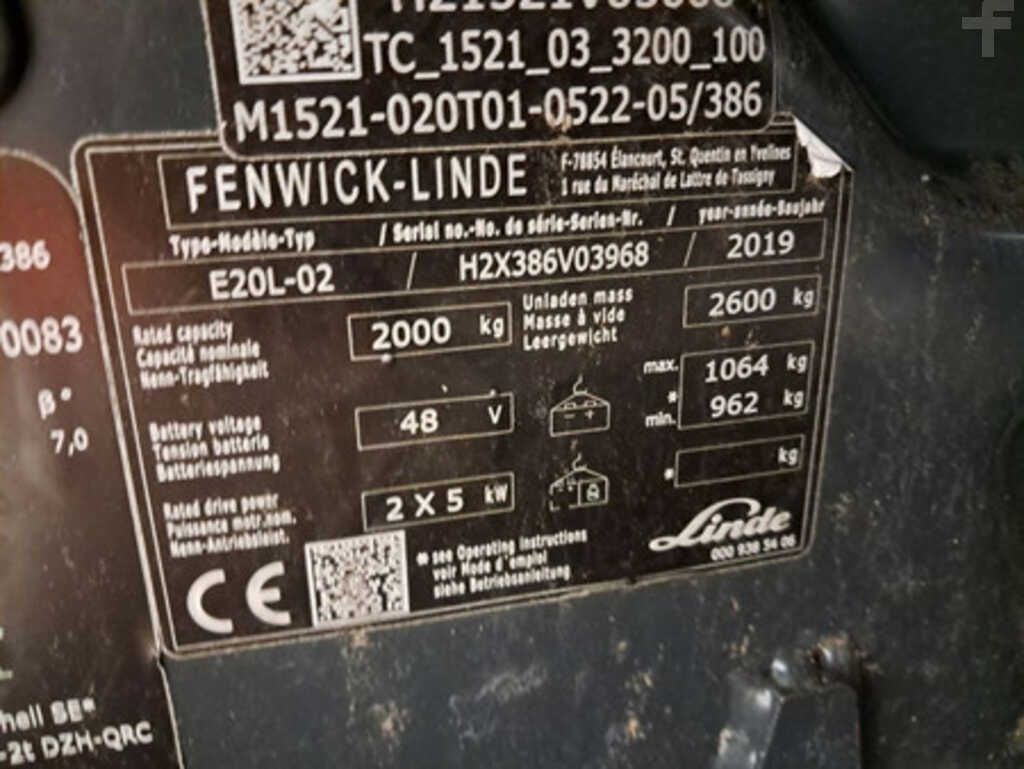 TC_1521_03_3200_100
M1521-020T01-0522-05/386
FENWICK-LINDE
F-78854 Élancourt, St. Quentin en Yvelines
1 rue du Maréchal de Lattre de Tassigny
Type-Modèle-Typ / Serial no.-No. de série-Serien-Nr. / year-année-Baujahr
E20L-02 / H2X386V03968 / 2019
Rated capacity
Capacité nominale
Nenn-Tragfähigkeit
2000 kg
Unladen mass
Masse à vide
Leergewicht
2600 kg
Battery voltage
Tension batterie
Batteriespannung
48 V
- +
max. 1064 kg
*
min. 962 kg
Rated drive power
Puissance motr.nom.
Nenn-Antriebsleist.
2 X 5 kW
* kg
Linde
000 938 54 06
CE
* see Operating instructions
voir Mode d'emploi
siehe Betriebsanleitung
386
0083
β°
7,0
SE*
-2t DZH-QRC
f